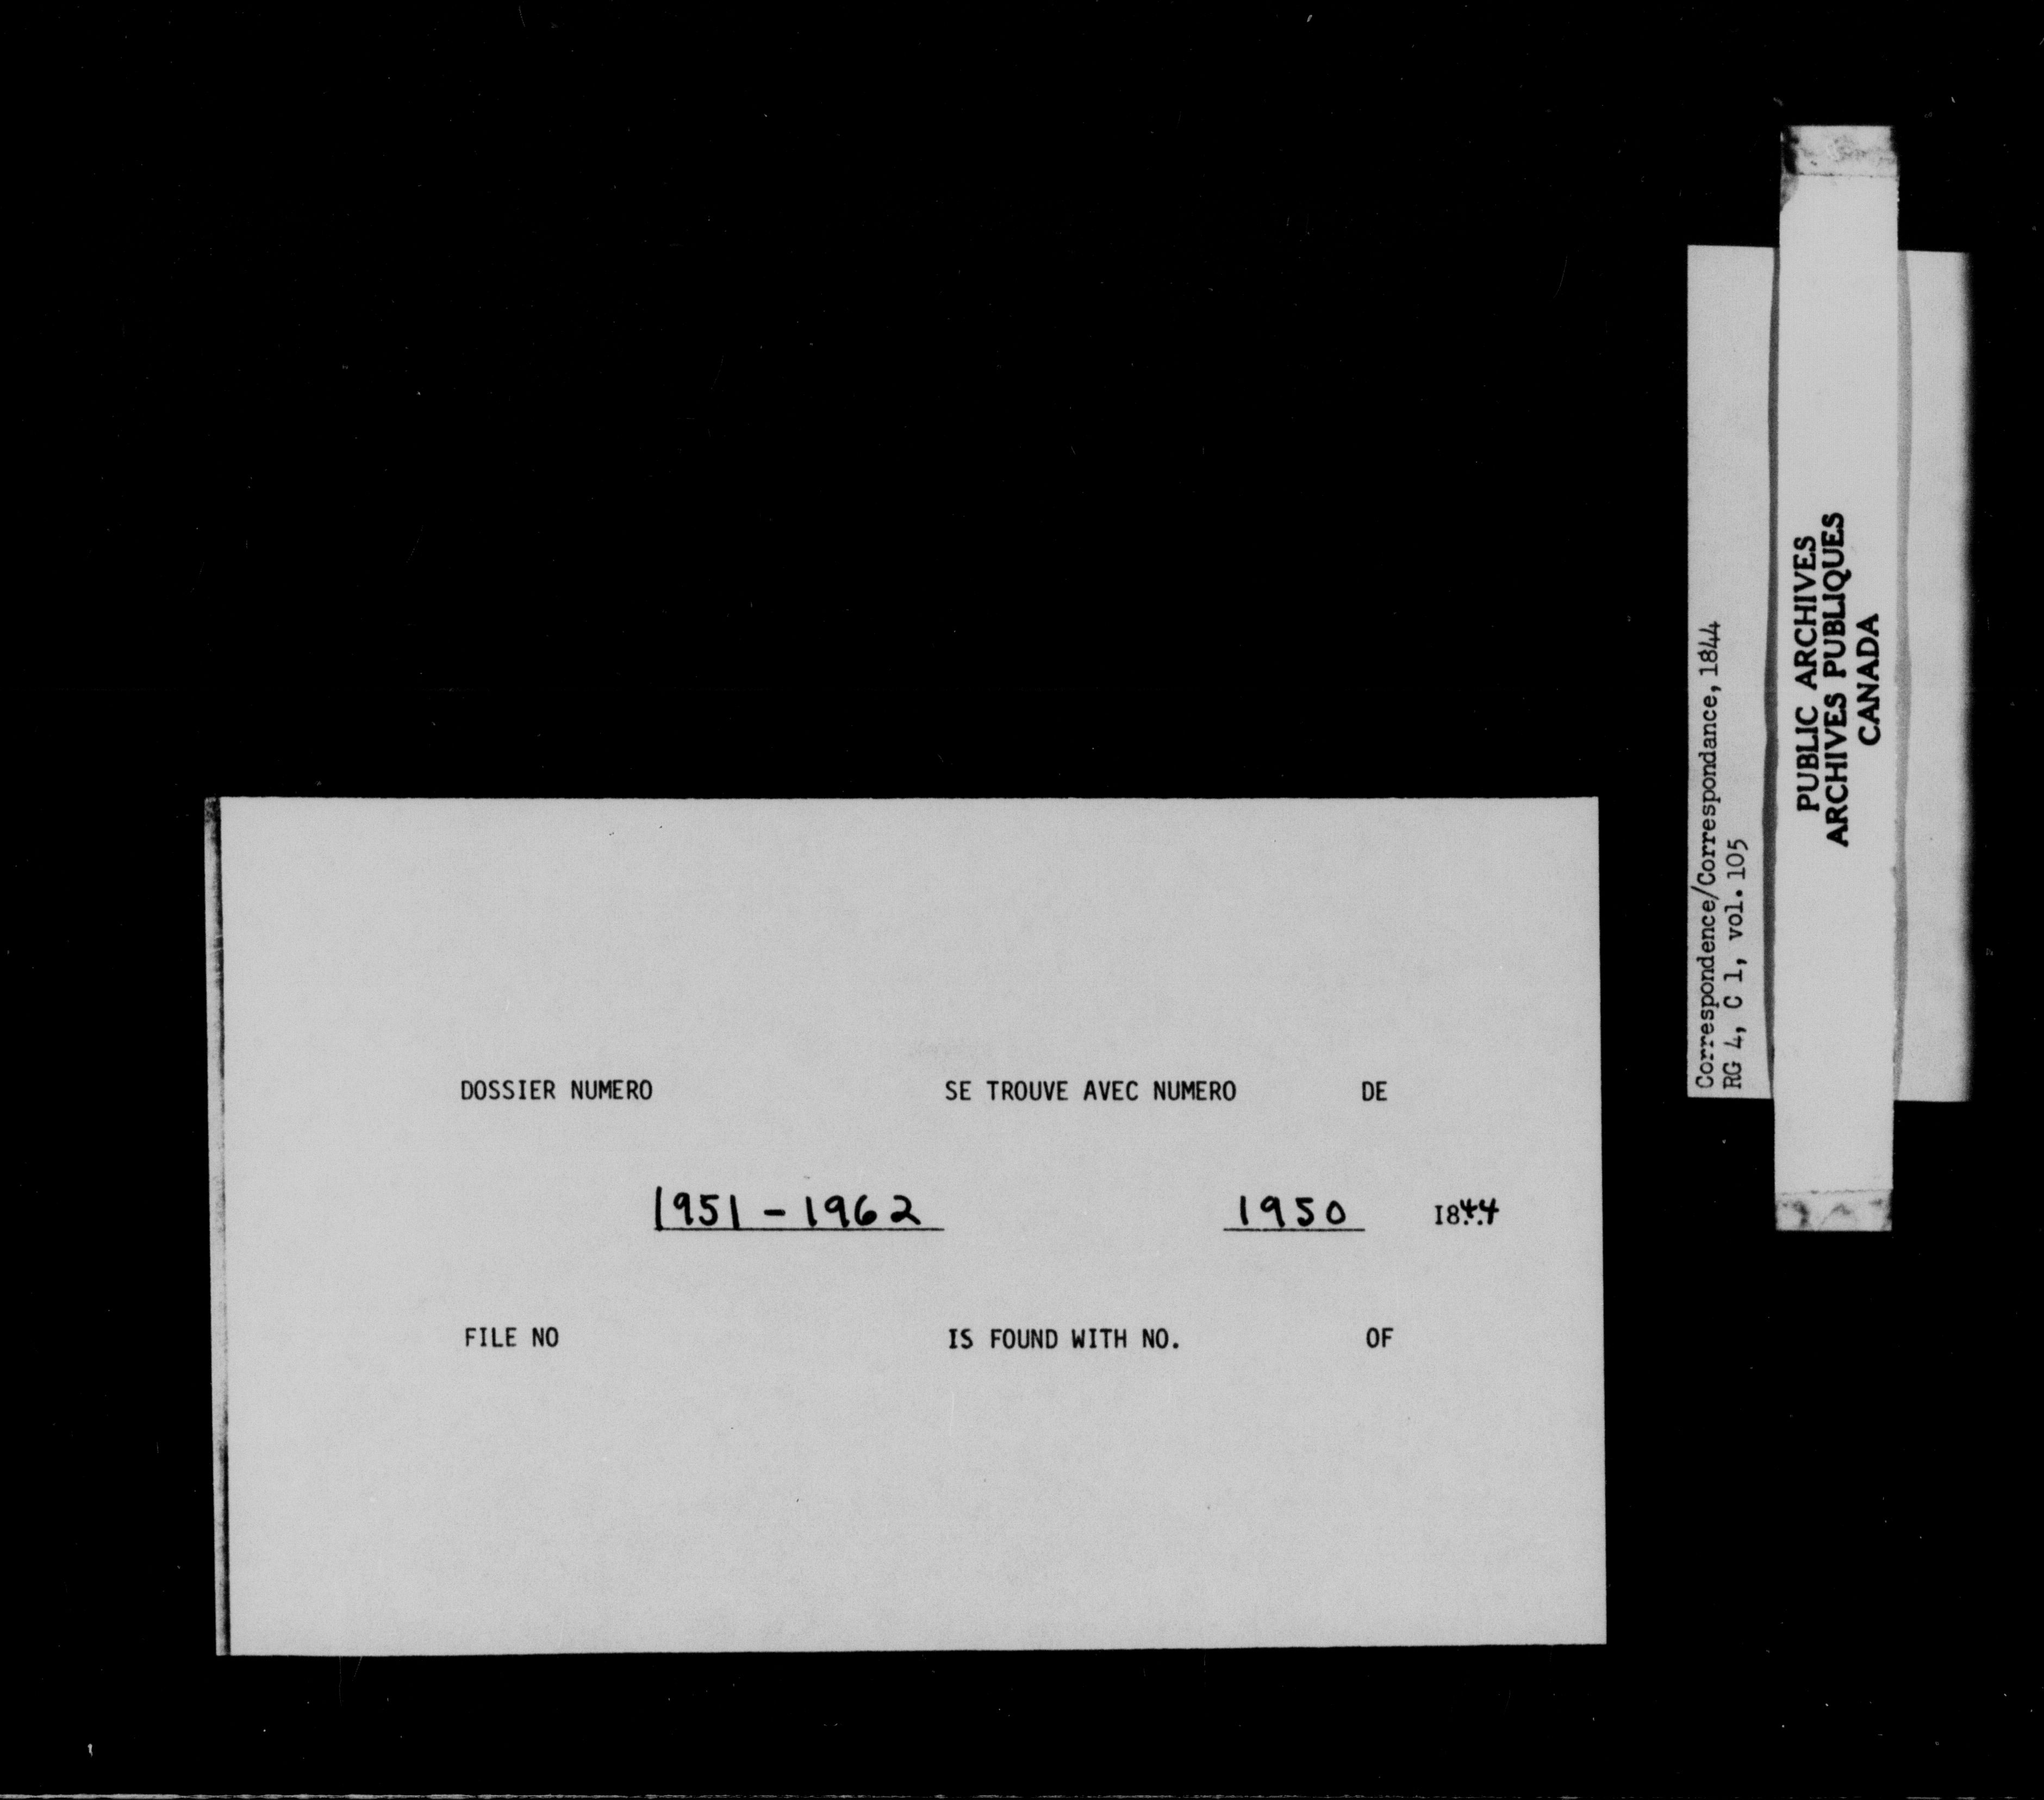 DOSSIER NUMERO SE TROUVE AVEC NUMERO DE
1951 - 1962 1950 1844
FILE NO IS FOUND WITH NO. OF
Correspondence/Correspondance, 1844
RG 4, C 1, vol. 105
PUBLIC ARCHIVES
ARCHIVES PUBLIQUES
CANADA